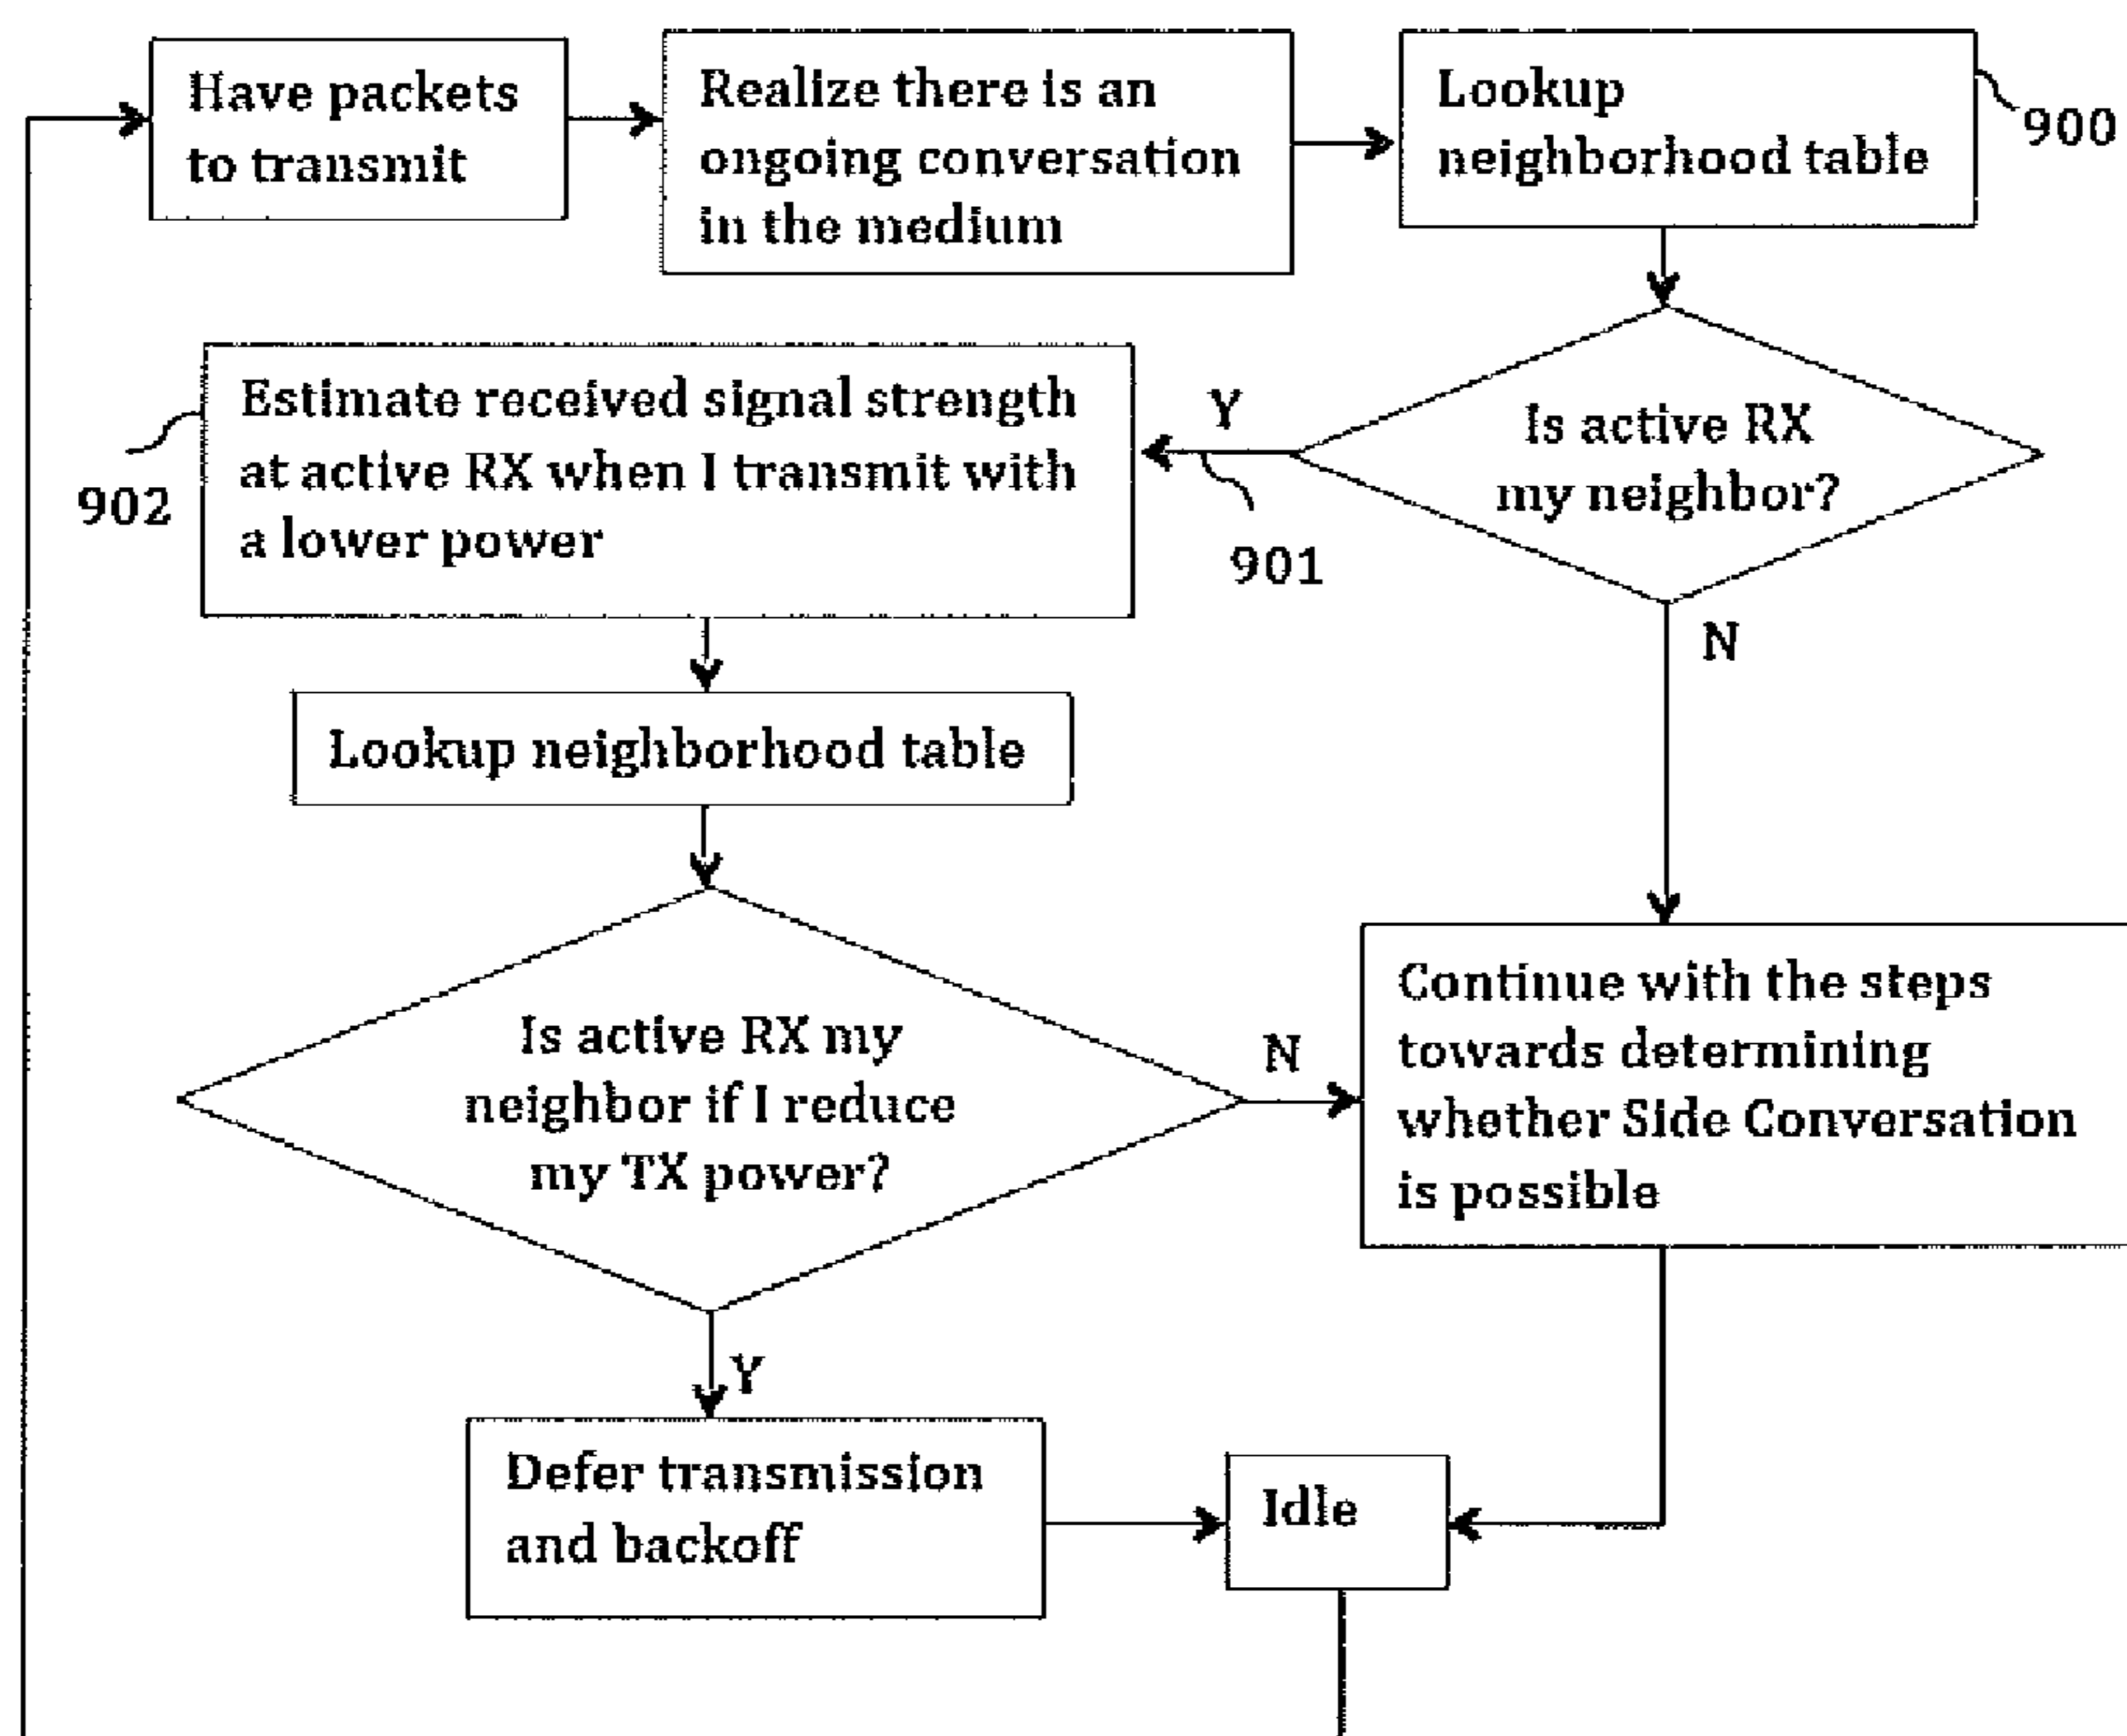 Have packets
to transmit
Realize there is an
ongoing conversation
in the medium
Lookup
neighborhood table
900
Is active RX
my neighbor?
Y
901
N
Estimate received signal strength
at active RX when I transmit with
a lower power
902
Lookup neighborhood table
Is active RX my
neighbor if I reduce
my TX power?
N
Y
Continue with the steps
towards determining
whether Side Conversation
is possible
Defer transmission
and backoff
Idle